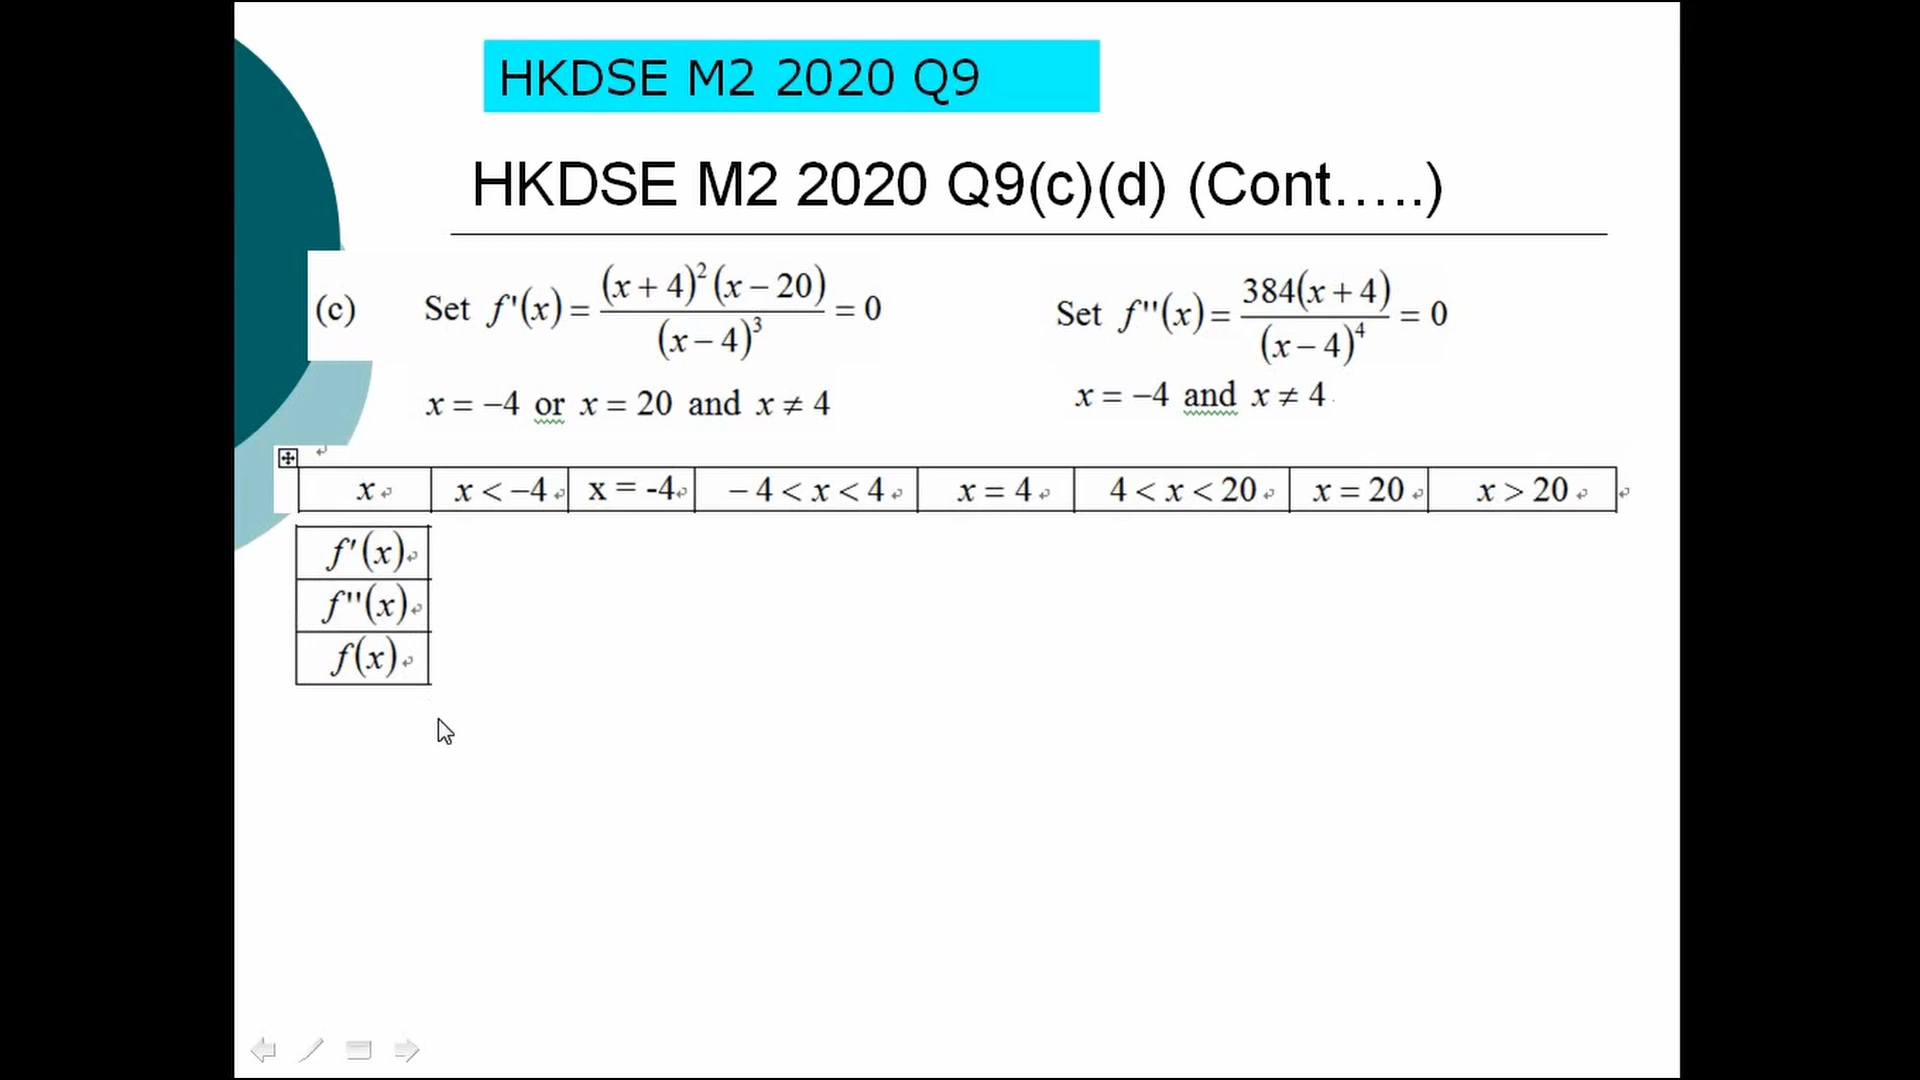 HKDSE M2 2020 Q9
HKDSE M2 2020 Q9(c)(d) (Cont…..)
(c) Set f'(x) = (x + 4)²(x − 20) / (x − 4)³ = 0
Set f''(x) = 384(x + 4) / (x − 4)⁴ = 0
x = −4 or x = 20 and x ≠ 4
x = −4 and x ≠ 4
x x < −4 x = -4 − 4 < x < 4 x = 4 4 < x < 20 x = 20 x > 20
f'(x)
f''(x)
f(x)